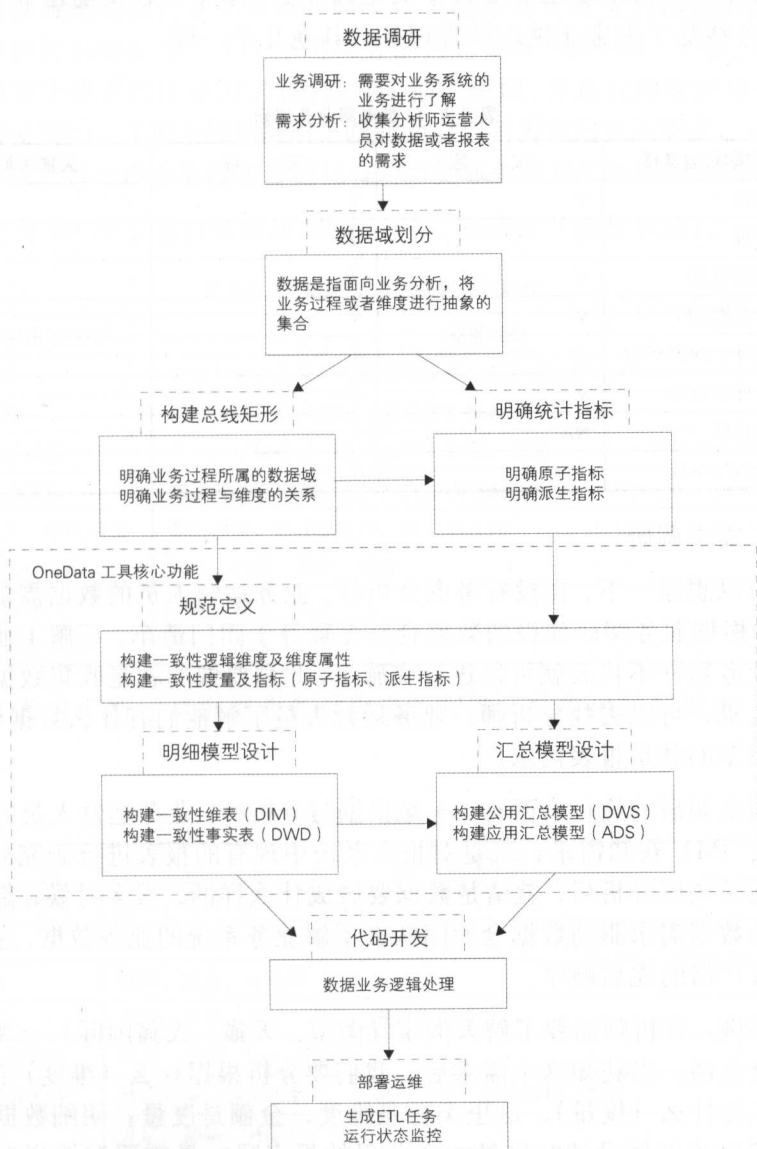 数据调研
业务调研：需要对业务系统的
业务进行了解
需求分析：收集分析师运营人
员对数据或者报表
的需求
数据域划分
数据是指面向业务分析，将
业务过程或者维度进行抽象的
集合
构建总线矩形
明确业务过程所属的数据域
明确业务过程与维度的关系
明确统计指标
明确原子指标
明确派生指标
OneData 工具核心功能
规范定义
构建一致性逻辑维度及维度属性
构建一致性度量及指标（原子指标、派生指标）
明细模型设计
构建一致性维表（DIM）
构建一致性事实表（DWD）
汇总模型设计
构建公用汇总模型（DWS）
构建应用汇总模型（ADS）
代码开发
数据业务逻辑处理
部署运维
生成ETL任务
运行状态监控